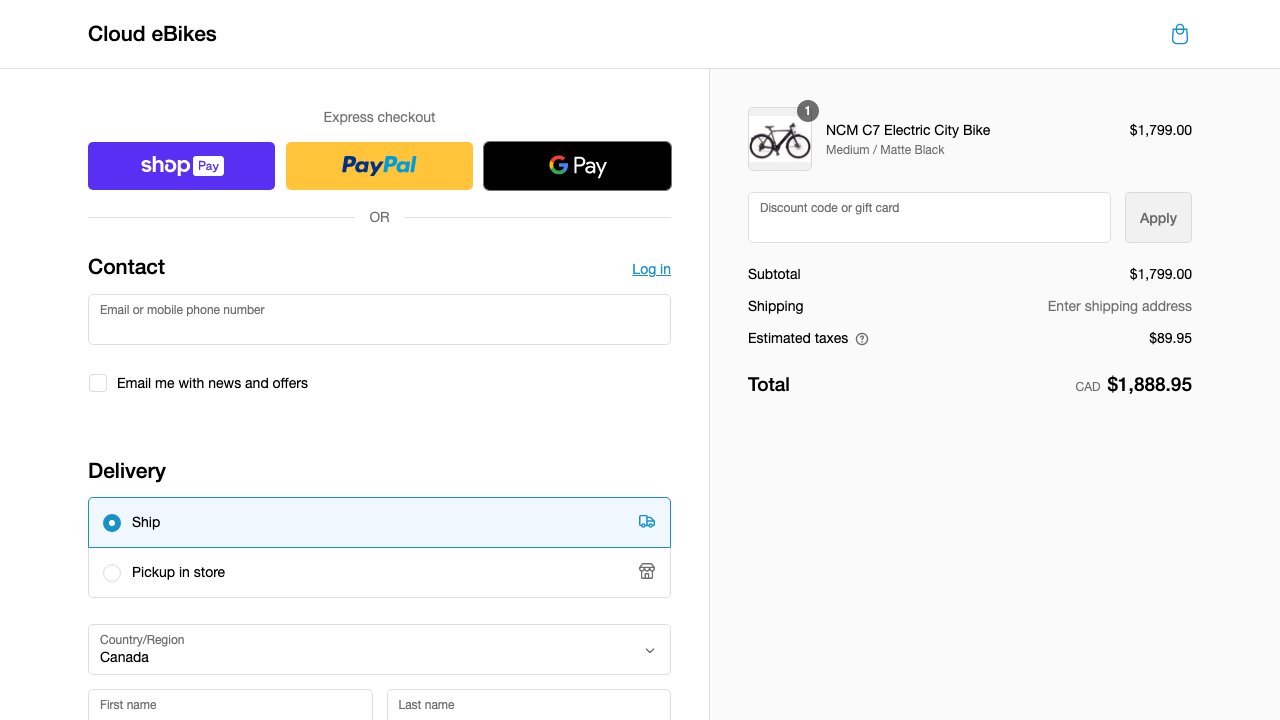 Cloud eBikes
Express checkout
shop Pay
PayPal
G Pay
OR
Contact
Log in
Email or mobile phone number
Email me with news and offers
Delivery
Ship
Pickup in store
Country/Region
Canada
First name
Last name
1
NCM C7 Electric City Bike
$1,799.00
Medium / Matte Black
Discount code or gift card
Apply
Subtotal
$1,799.00
Shipping
Enter shipping address
Estimated taxes
$89.95
Total
CAD $1,888.95